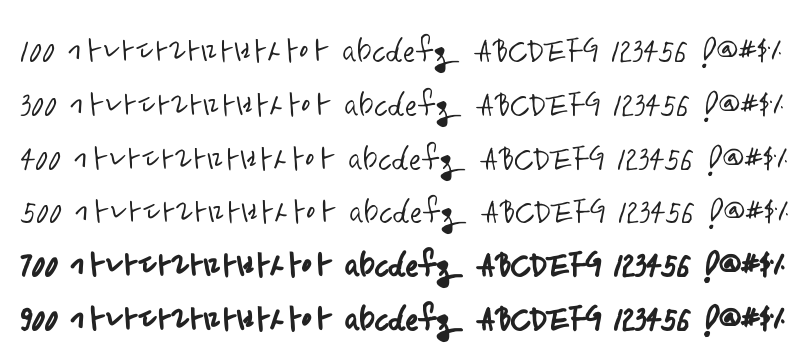 100 가나다라마바사아 abcdefg ABCDEFG 123456 !@#$%
300 가나다라마바사아 abcdefg ABCDEFG 123456 !@#$%
400 가나다라마바사아 abcdefg ABCDEFG 123456 !@#$%
500 가나다라마바사아 abcdefg ABCDEFG 123456 !@#$%
700 가나다라마바사아 abcdefg ABCDEFG 123456 !@#$%
900 가나다라마바사아 abcdefg ABCDEFG 123456 !@#$%